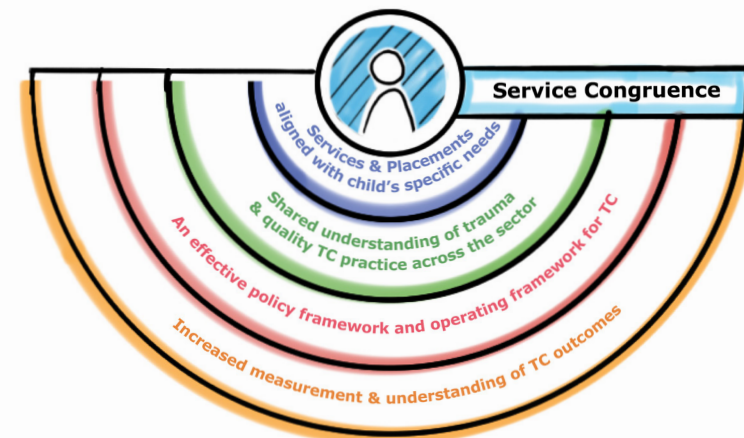 Service Congruence
Services & Placements
aligned with child's specific needs
Shared understanding of trauma
& quality TC practice across the sector
An effective policy framework and operating framework for TC
Increased measurement & understanding of TC outcomes